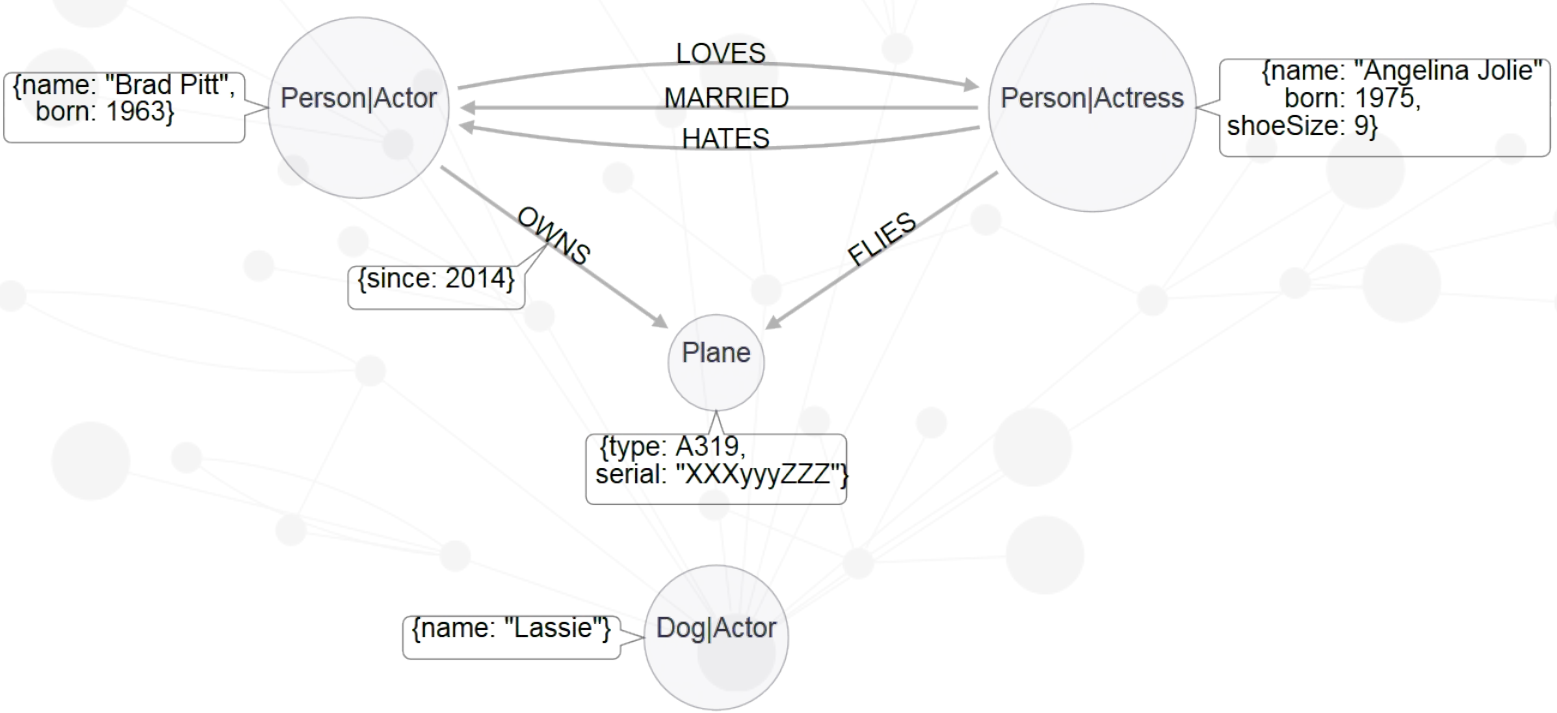 LOVES
{name: "Brad Pitt",
born: 1963}
Person|Actor
MARRIED
Person|Actress
{name: "Angelina Jolie"
born: 1975,
shoeSize: 9}
HATES
OWNS
FLIES
{since: 2014}
Plane
{type: A319,
serial: "XXXyyyZZZ"}
{name: "Lassie"}
Dog|Actor